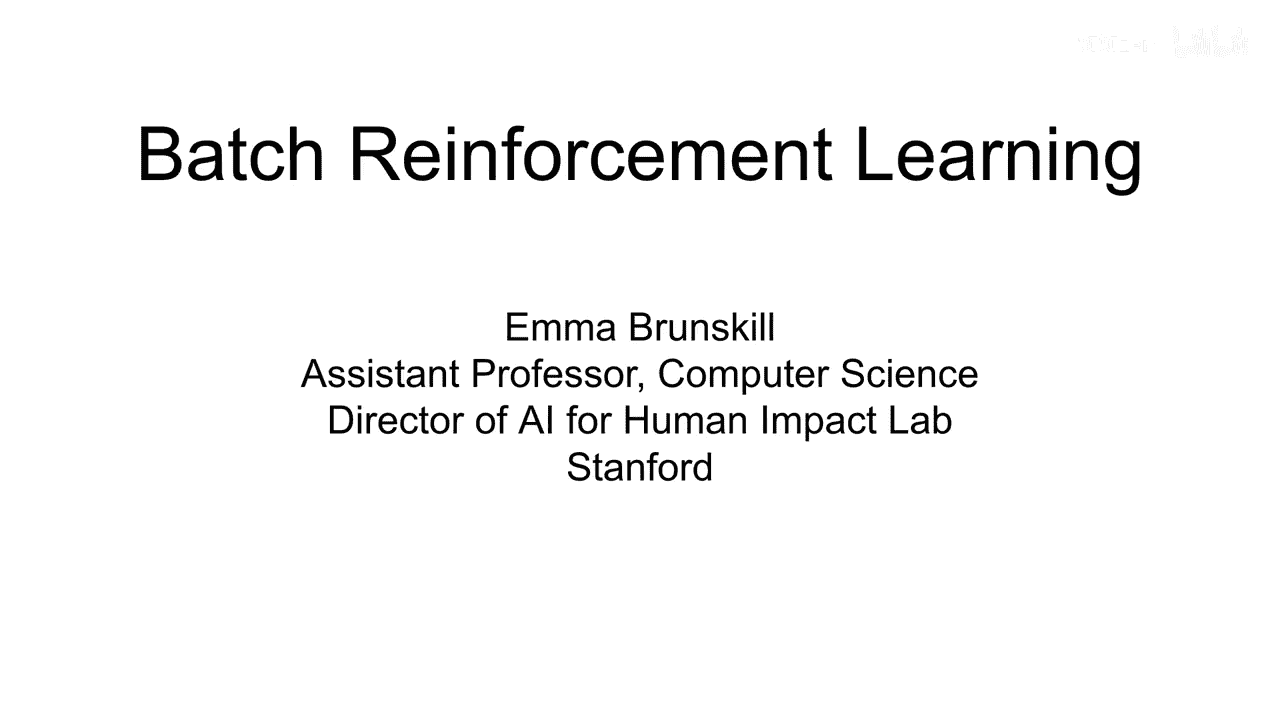 Batch Reinforcement Learning
Emma Brunskill
Assistant Professor, Computer Science
Director of AI for Human Impact Lab
Stanford